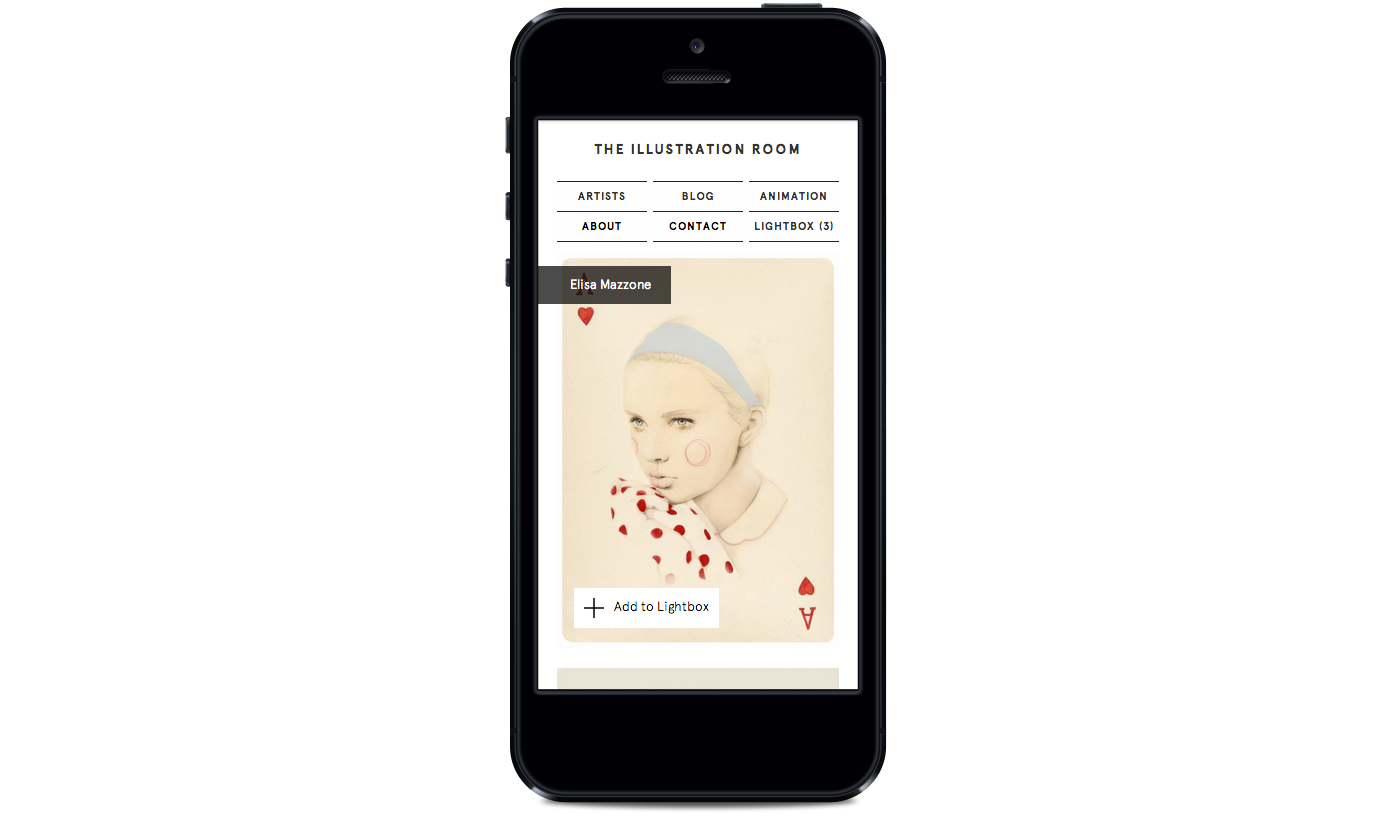 THE ILLUSTRATION ROOM
ARTISTS BLOG ANIMATION
ABOUT CONTACT LIGHTBOX (3)
A
Elisa Mazzone
Add to Lightbox
A